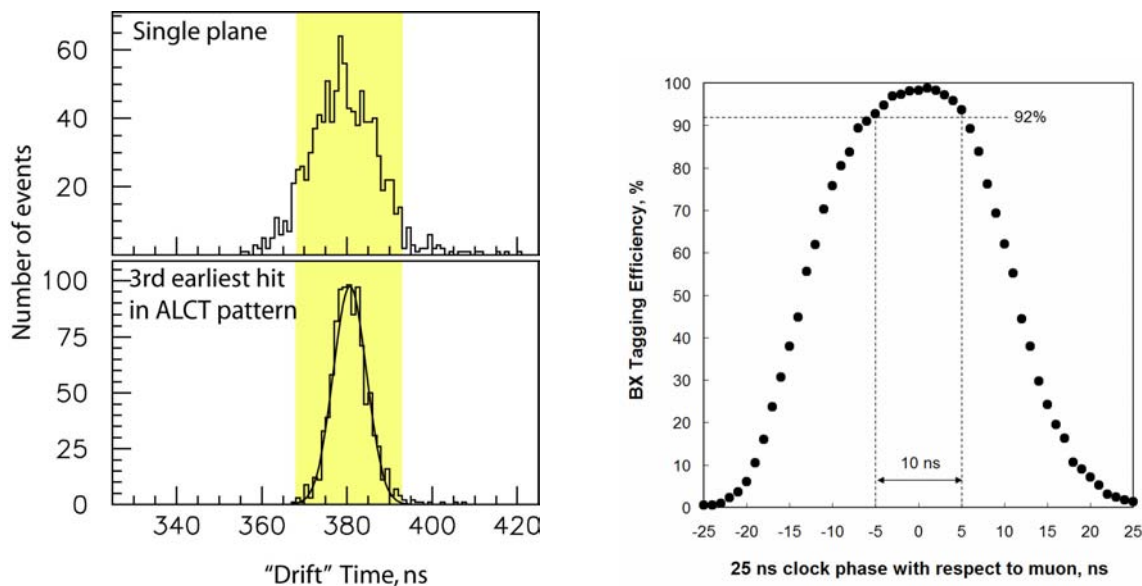 Single plane
60
40
20
Number of events
3rd earliest hit
in ALCT pattern
100
75
50
25
0
340 360 380 400 420
"Drift" Time, ns
100
90
80
70
60
50
40
30
20
10
0
BX Tagging Efficiency, %
92%
10 ns
-25 -20 -15 -10 -5 0 5 10 15 20 25
25 ns clock phase with respect to muon, ns